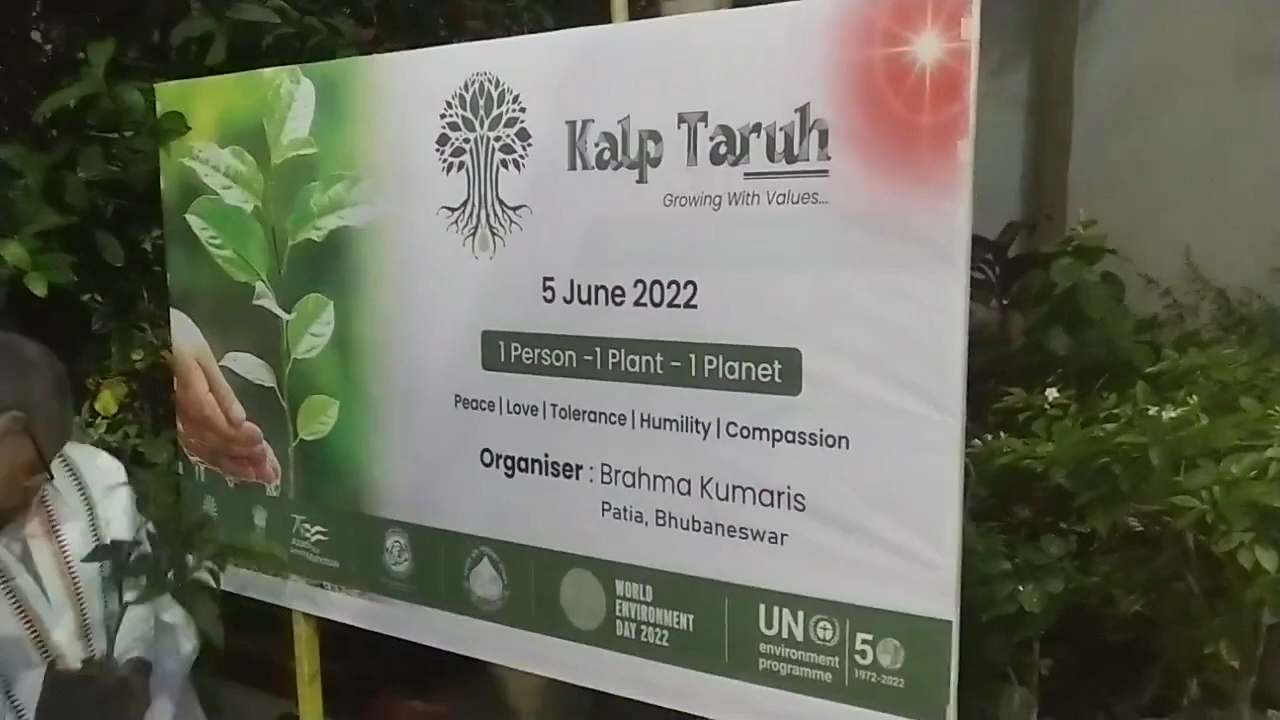 Kalp Taruh
Growing With Values...
5 June 2022
1 Person -1 Plant - 1 Planet
Peace | Love | Tolerance | Humility | Compassion
Organiser : Brahma Kumaris
Patia, Bhubaneswar
WORLD
ENVIRONMENT
DAY 2022
UN
environment
programme
50
1972-2022